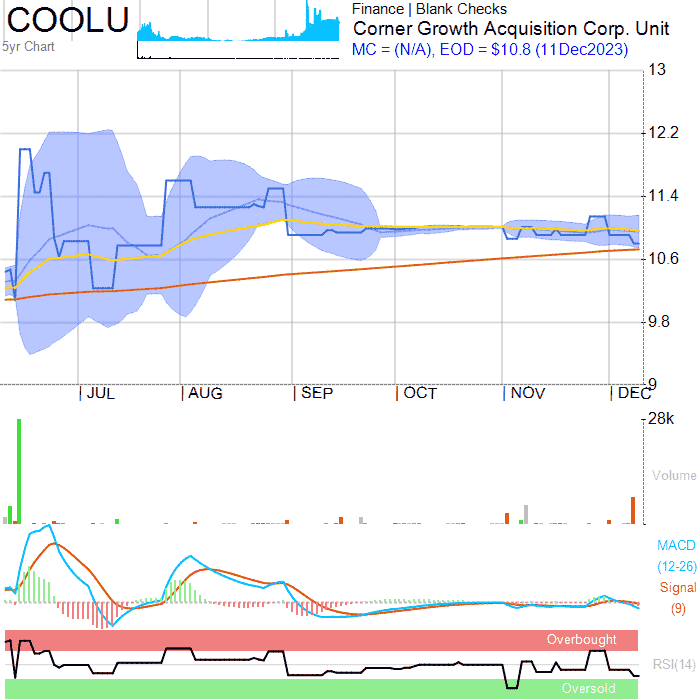 COOLU
5yr Chart
Finance | Blank Checks
Corner Growth Acquisition Corp. Unit
MC = (N/A), EOD = $10.8 (11Dec2023)
13
12.2
11.4
10.6
9.8
9
| JUL | AUG | SEP | OCT | NOV | DEC
28k
Volume
MACD
(12-26)
Signal
(9)
Overbought
RSI(14)
Oversold